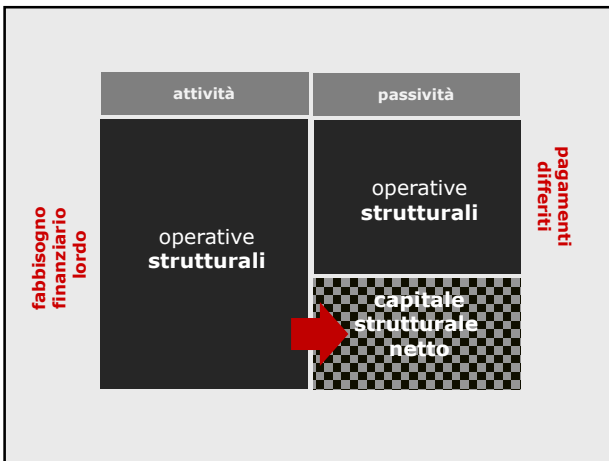 attività
passività
fabbisogno
finanziario
lordo
operative
strutturali
operative
strutturali
capitale
strutturale
netto
pagamenti
differiti